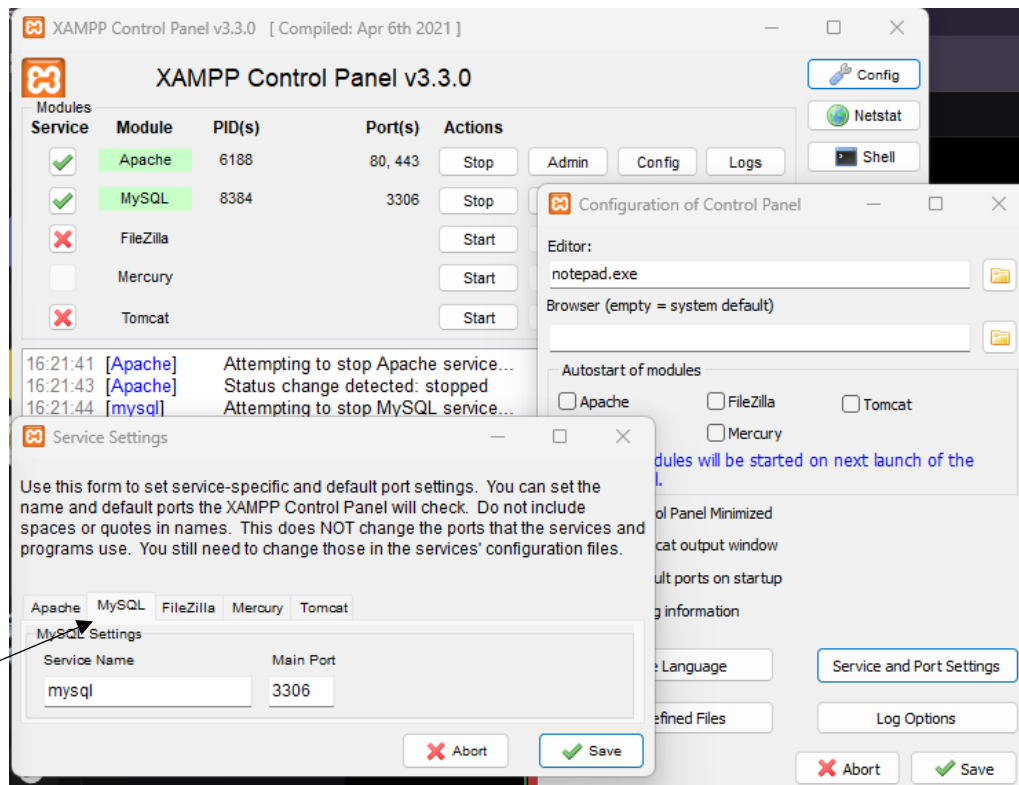 XAMPP Control Panel v3.3.0 [ Compiled: Apr 6th 2021 ]
XAMPP Control Panel v3.3.0
Config
Netstat
Shell
Modules
Service Module PID(s) Port(s) Actions
Apache 6188 80, 443 Stop Admin Config Logs
MySQL 8384 3306 Stop
FileZilla Start
Mercury Start
Tomcat Start
16:21:41 [Apache] Attempting to stop Apache service...
16:21:43 [Apache] Status change detected: stopped
16:21:44 [mysql] Attempting to stop MySQL service...
Configuration of Control Panel
Editor:
notepad.exe
Browser (empty = system default)
Autostart of modules
Apache FileZilla Tomcat
Mercury
dules will be started on next launch of the
l.
ol Panel Minimized
cat output window
ult ports on startup
g information
Language Service and Port Settings
efined Files Log Options
Abort Save
Service Settings
Use this form to set service-specific and default port settings. You can set the
name and default ports the XAMPP Control Panel will check. Do not include
spaces or quotes in names. This does NOT change the ports that the services and
programs use. You still need to change those in the services' configuration files.
Apache MySQL FileZilla Mercury Tomcat
MySQL Settings
Service Name Main Port
mysql 3306
Abort Save